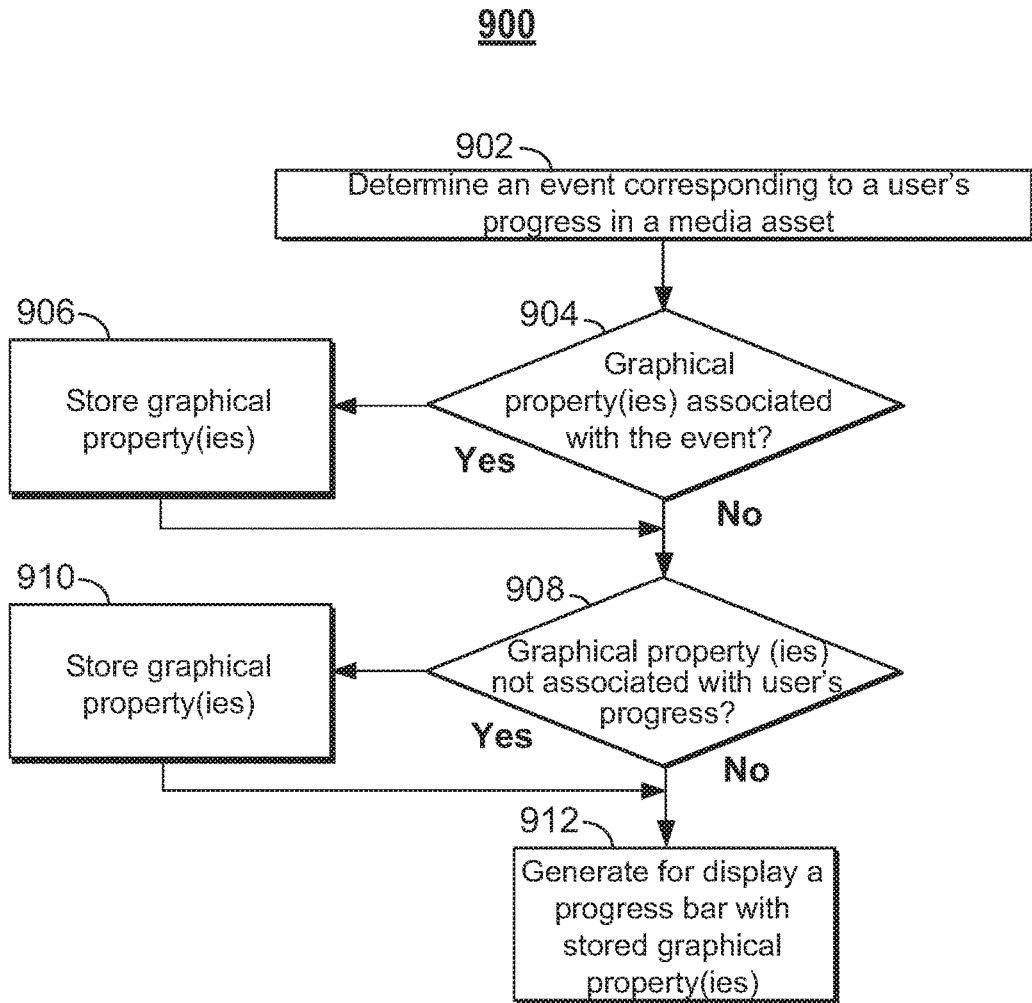 900
902
Determine an event corresponding to a user's
progress in a media asset
904
Graphical
property(ies) associated
with the event?
Yes
No
906
Store graphical
property(ies)
908
Graphical property (ies)
not associated with user's
progress?
Yes
No
910
Store graphical
property(ies)
912
Generate for display a
progress bar with
stored graphical
property(ies)